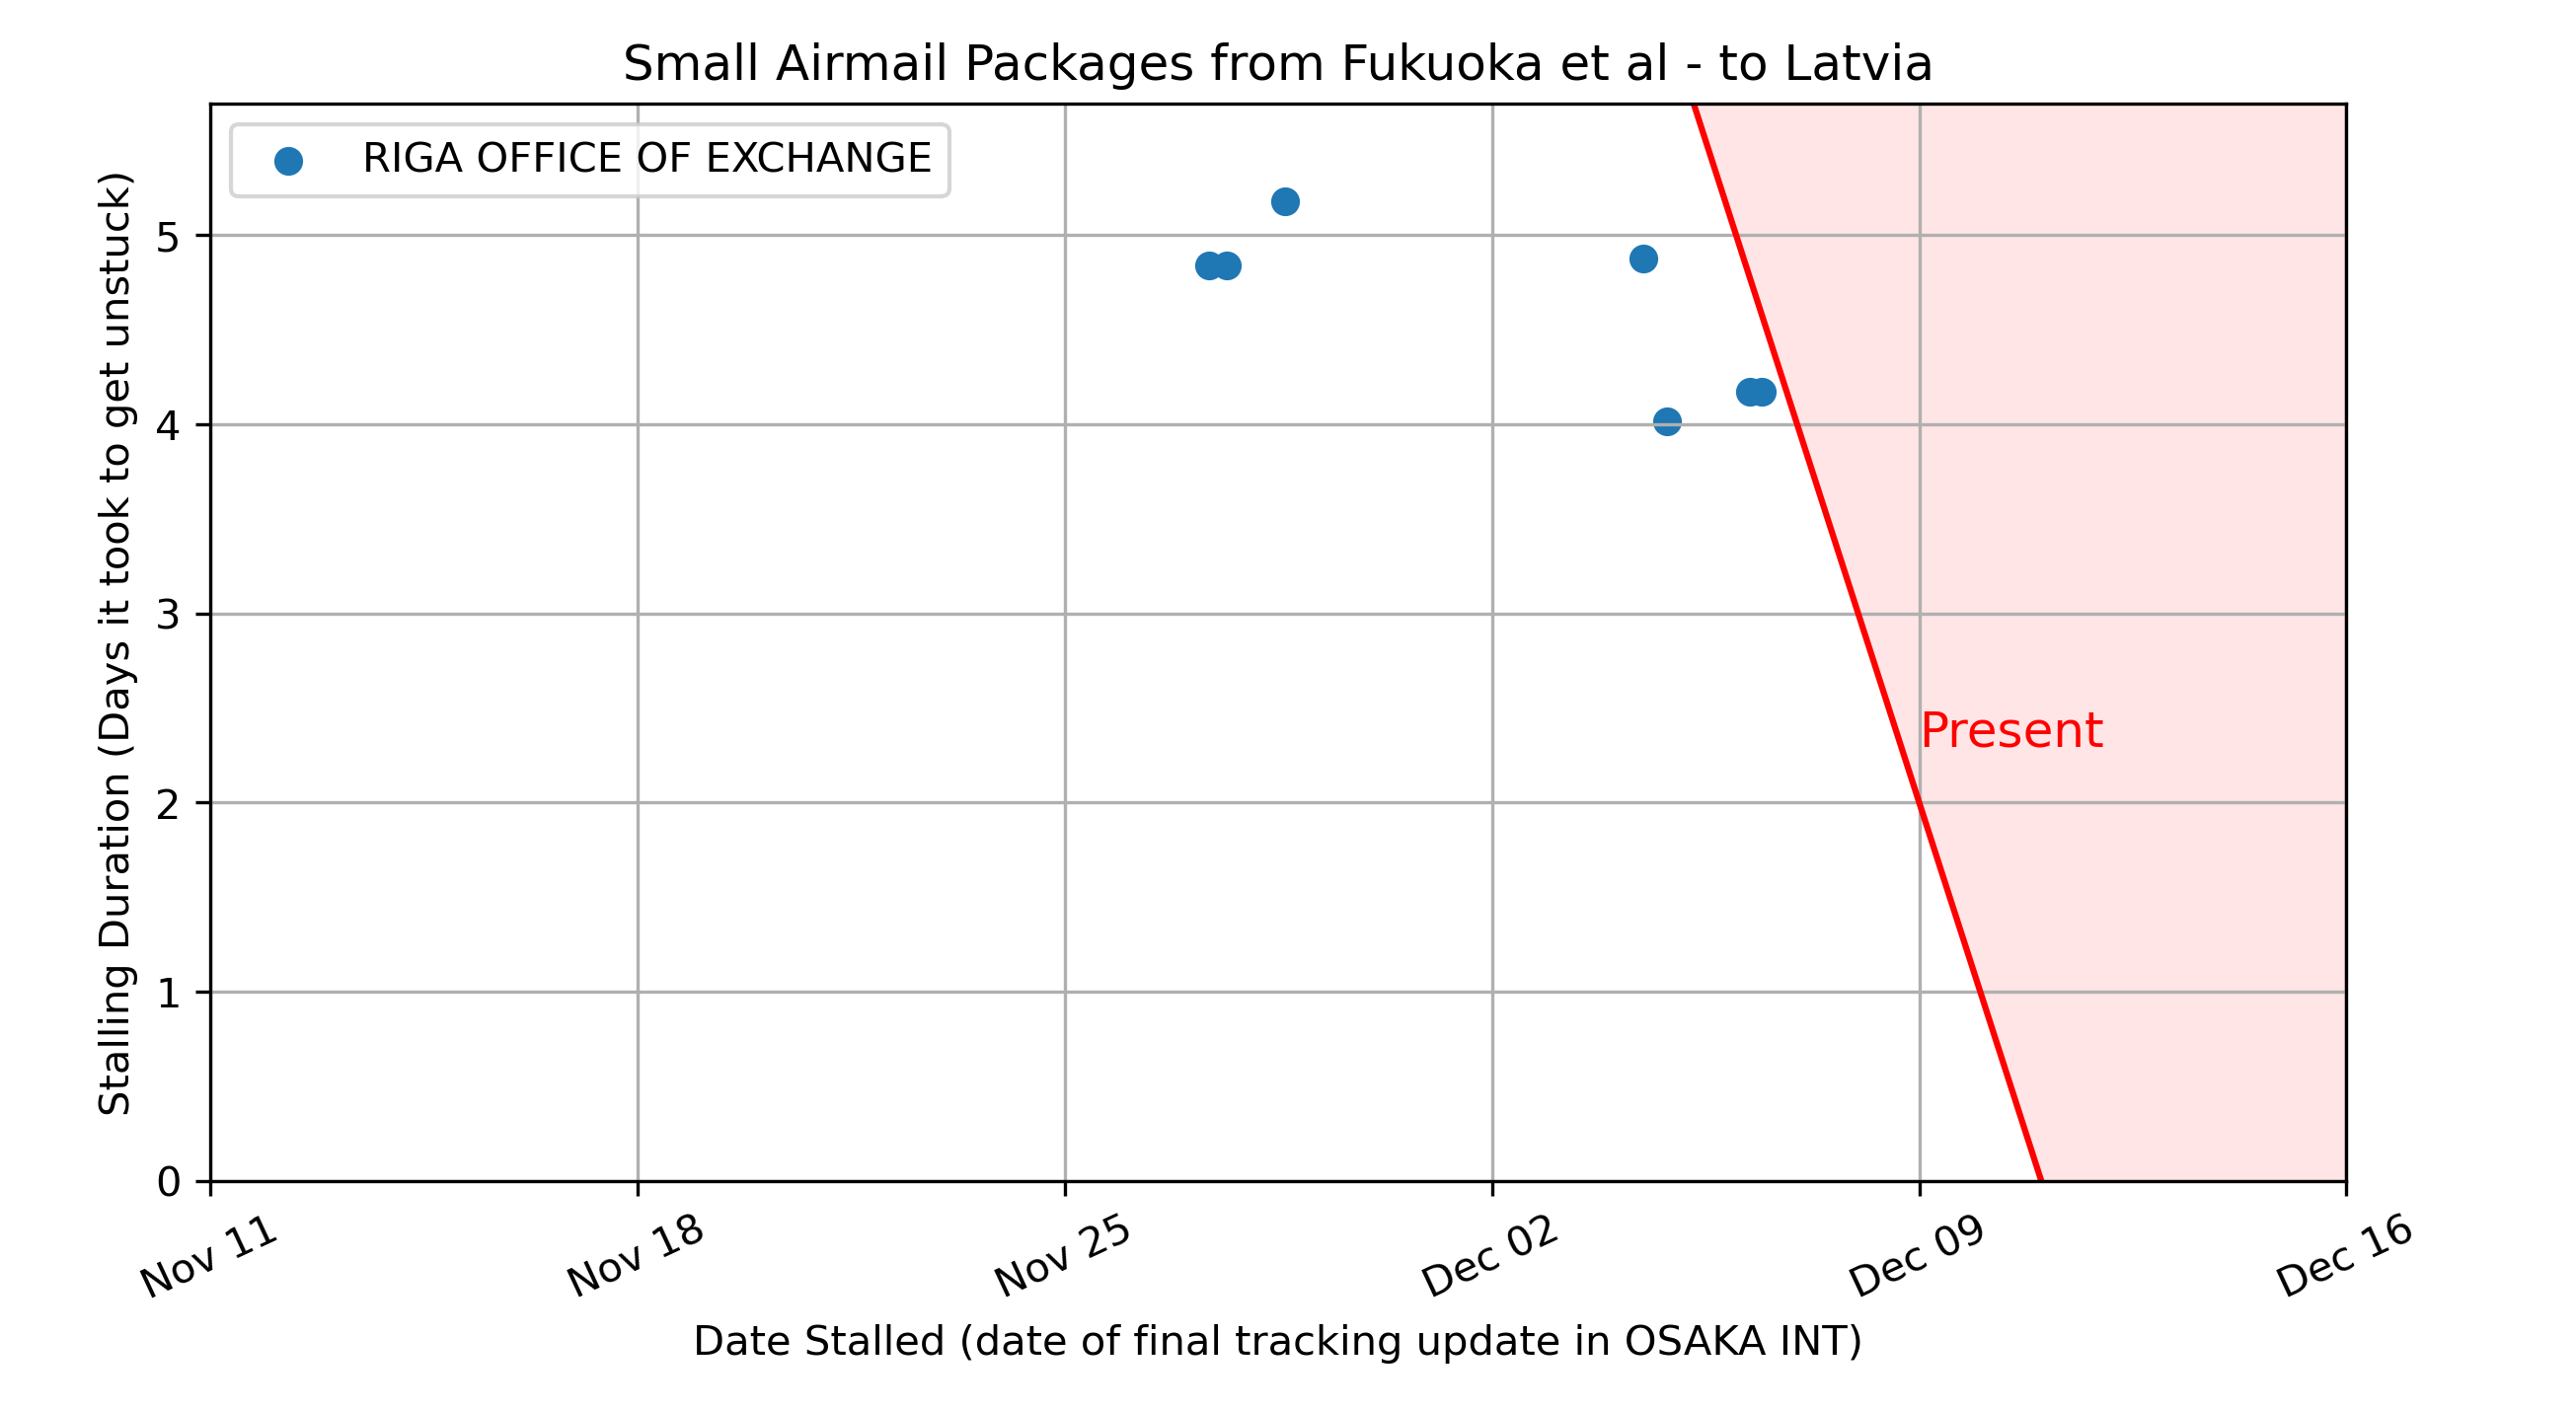 Small Airmail Packages from Fukuoka et al - to Latvia
RIGA OFFICE OF EXCHANGE
Stalling Duration (Days it took to get unstuck)
5
4
3
2
1
0
Present
Nov 11
Nov 18
Nov 25
Dec 02
Dec 09
Dec 16
Date Stalled (date of final tracking update in OSAKA INT)